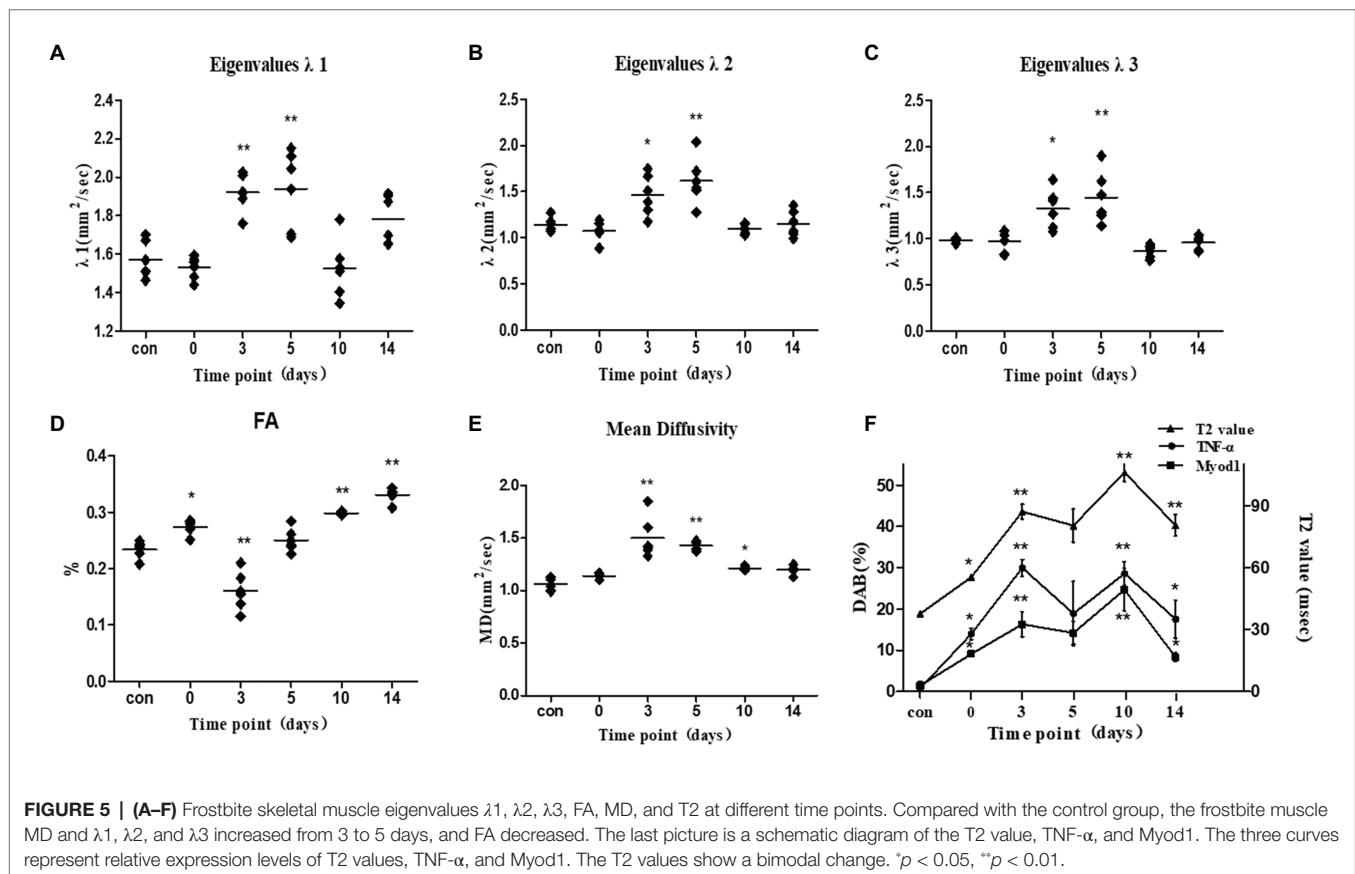 A
Eigenvalues λ 1
2.4
2.2
2.0
1.8
1.6
1.4
1.2
λ 1(mm²/sec)
**
**
con 0 3 5 10 14
Time point (days)
B
Eigenvalues λ 2
2.5
2.0
1.5
1.0
0.5
0.0
λ 2(mm²/sec)
*
**
con 0 3 5 10 14
Time point (days)
C
Eigenvalues λ 3
2.5
2.0
1.5
1.0
0.5
0.0
λ 3(mm²/sec)
*
**
con 0 3 5 10 14
Time point (days)
D
FA
0.4
0.3
0.2
0.1
0.0
%
*
**
**
**
con 0 3 5 10 14
Time point (days)
E
Mean Diffusivity
2.0
1.5
1.0
0.5
0.0
MD(mm²/sec)
**
**
*
con 0 3 5 10 14
Time point (days)
F
T2 value
TNF-α
Myod1
50
40
30
20
10
0
DAB(%)
90
60
30
0
T2 value (msec)
*
**
**
**
*
**
**
*
*
**
**
*
con 0 3 5 10 14
Time point (days)
FIGURE 5 | (A–F) Frostbite skeletal muscle eigenvalues λ1, λ2, λ3, FA, MD, and T2 at different time points. Compared with the control group, the frostbite muscle
MD and λ1, λ2, and λ3 increased from 3 to 5 days, and FA decreased. The last picture is a schematic diagram of the T2 value, TNF-α, and Myod1. The three curves
represent relative expression levels of T2 values, TNF-α, and Myod1. The T2 values show a bimodal change. *p < 0.05, **p < 0.01.